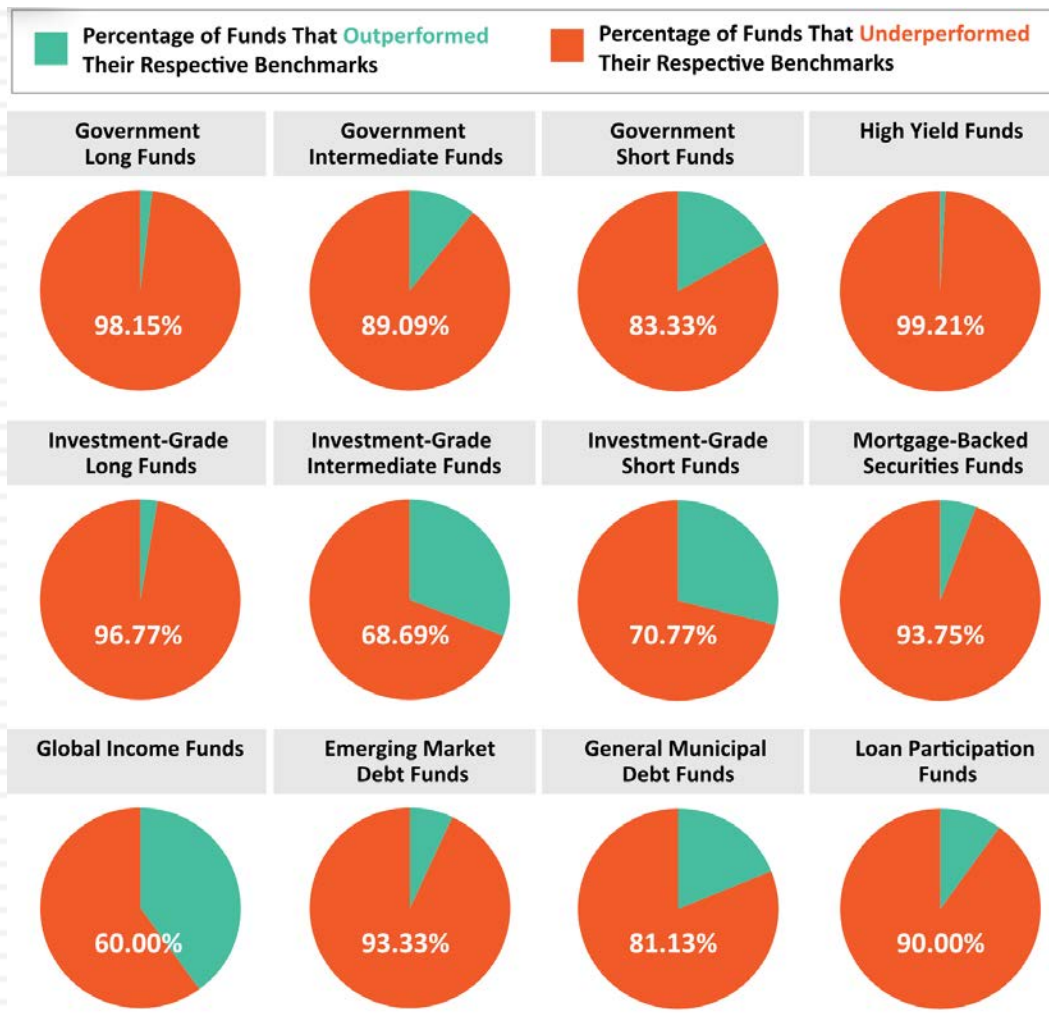 Percentage of Funds That Outperformed
Their Respective Benchmarks
Percentage of Funds That Underperformed
Their Respective Benchmarks
Government
Long Funds
Government
Intermediate Funds
Government
Short Funds
High Yield Funds
98.15%
89.09%
83.33%
99.21%
Investment-Grade
Long Funds
Investment-Grade
Intermediate Funds
Investment-Grade
Short Funds
Mortgage-Backed
Securities Funds
96.77%
68.69%
70.77%
93.75%
Global Income Funds
Emerging Market
Debt Funds
General Municipal
Debt Funds
Loan Participation
Funds
60.00%
93.33%
81.13%
90.00%